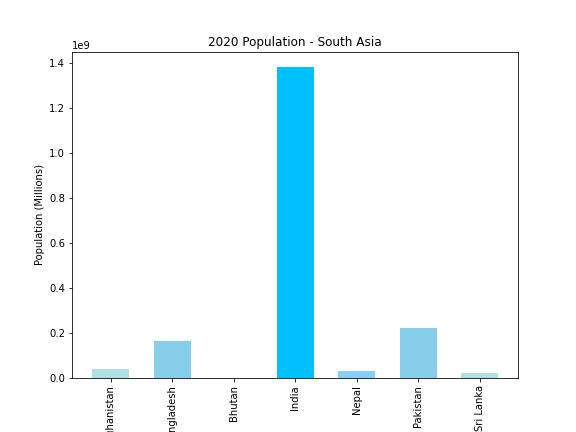 2020 Population - South Asia
1e9
Population (Millions)
1.4
1.2
1.0
0.8
0.6
0.4
0.2
0.0
ghanistan
ngladesh
Bhutan
India
Nepal
Pakistan
Sri Lanka